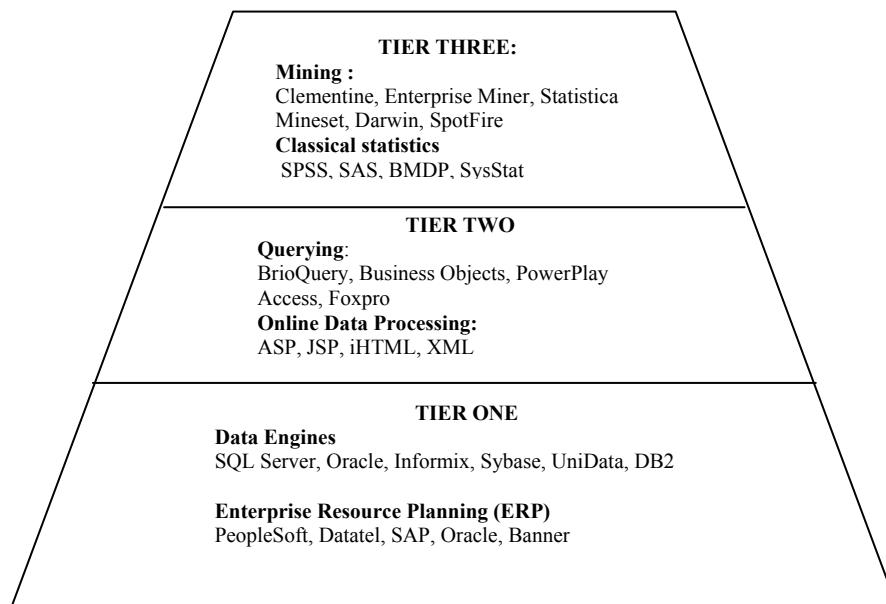 TIER THREE:
Mining :
Clementine, Enterprise Miner, Statistica
Mineset, Darwin, SpotFire
Classical statistics
SPSS, SAS, BMDP, SysStat
TIER TWO
Querying:
BrioQuery, Business Objects, PowerPlay
Access, Foxpro
Online Data Processing:
ASP, JSP, iHTML, XML
TIER ONE
Data Engines
SQL Server, Oracle, Informix, Sybase, UniData, DB2
Enterprise Resource Planning (ERP)
PeopleSoft, Datatel, SAP, Oracle, Banner